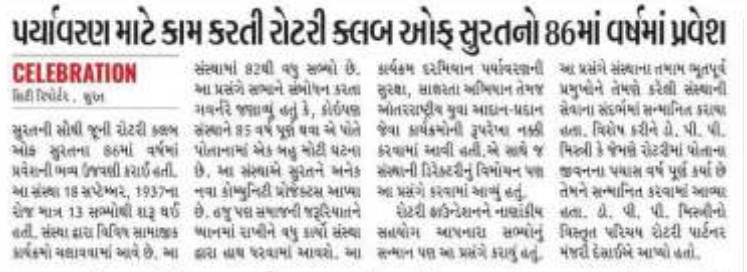 પર્યાવરણ માટે કામ કરતી રોટરી ક્લબ ઓફ સુરતનો 86માં વર્ષમાં પ્રવેશ
CELEBRATION
સિટી રિપોર્ટર . સુરત
સુરતની સૌથી જૂની રોટરી ક્લબ
ઓફ સુરતના 86માં વર્ષમાં
પ્રવેશની ભવ્ય ઉજવણી કરાઈ હતી.
આ સંસ્થા 18 સપ્ટેમ્બર, 1937ના
રોજ માત્ર 13 સભ્યોથી શરૂ થઈ
હતી. સંસ્થા દ્વારા વિવિધ સામાજીક
કાર્યક્રમો ચલાવવામાં આવે છે. આ
સંસ્થામાં 82થી વધુ સભ્યો છે.
આ પ્રસંગે સભાને સંબોધન કરતા
ગવર્નરે જણાવ્યું હતું કે, કોઈપણ
સંસ્થાને 85 વર્ષ પૂર્ણ થવા એ પોતે
પોતાનામાં એક બહુ મોટી ઘટના
છે. આ સંસ્થાએ સુરતને અનેક
નવા કોમ્યુનિટી પ્રોજેક્ટસ આપ્યા
છે. હજુ પણ સમાજની જરૂરિયાતને
ધ્યાનમાં રાખીને વધુ કાર્યો સંસ્થા
દ્વારા હાથ ધરવામાં આવશે. આ
કાર્યક્રમ દરમિયાન પર્યાવરણની
સુરક્ષા, સાક્ષરતા અભિયાન તેમજ
આંતરરાષ્ટ્રીય યુવા આદાન-પ્રદાન
જેવા કાર્યક્રમોની રૂપરેખા નક્કી
કરવામાં આવી હતી. એ સાથે જ
સંસ્થાની ડિરેક્ટરીનું વિમોચન પણ
આ પ્રસંગે કરવામાં આવ્યું હતું.
રોટરી ફાઉન્ડેશનને નાણાંકીય
સહયોગ આપનારા સભ્યોનું
સન્માન પણ આ પ્રસંગે કરાયું હતું.
આ પ્રસંગે સંસ્થાના તમામ ભૂતપૂર્વ
પ્રમુખોને તેમણે કરેલી સંસ્થાની
સેવાના સંદર્ભમાં સન્માનિત કરાયા
હતા. વિશેષ કરીને ડો. પી. પી.
મિસ્ત્રી કે જેમણે રોટરીમાં પોતાના
જીવનના પચાસ વર્ષ પૂર્ણ કર્યા છે
તેમને સન્માનિત કરવામાં આવ્યા
હતા. ડો. પી. પી. મિસ્ત્રીનો
વિસ્તૃત પરિચય રોટરી પાર્ટનર
મંજરી દેસાઈએ આપ્યો હતો.